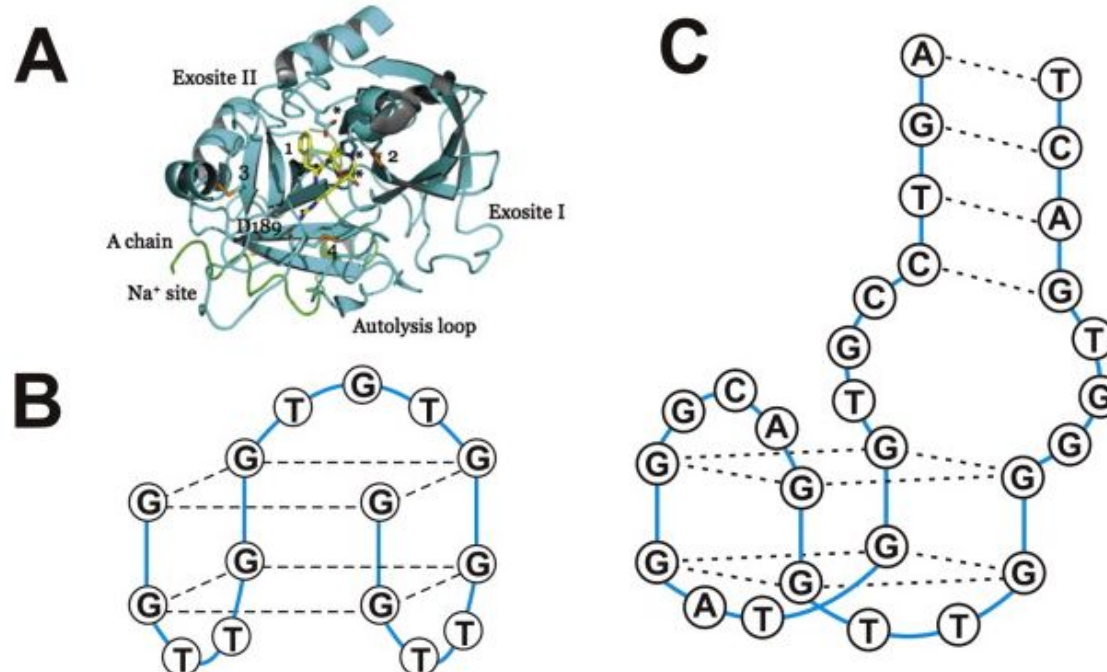 A
Exosite II
*
1
*
2
*
3
D189
Exosite I
A chain
4
Na⁺ site
Autolysis loop
B
G
T T
G G
G G
G G
G G
T T
T T
C
A T
G C
T A
C G
C
G T
G C T G
A G
G G G
G
G
G G G
A T T T